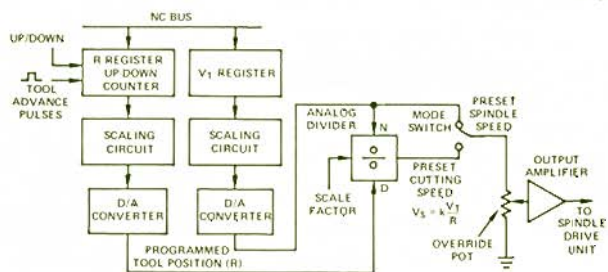 NC BUS
UP/DOWN
TOOL
ADVANCE
PULSES
R REGISTER
UP DOWN
COUNTER
V1 REGISTER
SCALING
CIRCUIT
SCALING
CIRCUIT
D/A
CONVERTER
D/A
CONVERTER
PROGRAMMED
TOOL POSITION (R)
ANALOG
DIVIDER
N
÷
D
SCALE
FACTOR
MODE
SWITCH
PRESET
SPINDLE
SPEED
PRESET
CUTTING
SPEED
VS = k VT
R
OUTPUT
AMPLIFIER
OVERRIDE
POT
TO
SPINDLE
DRIVE
UNIT